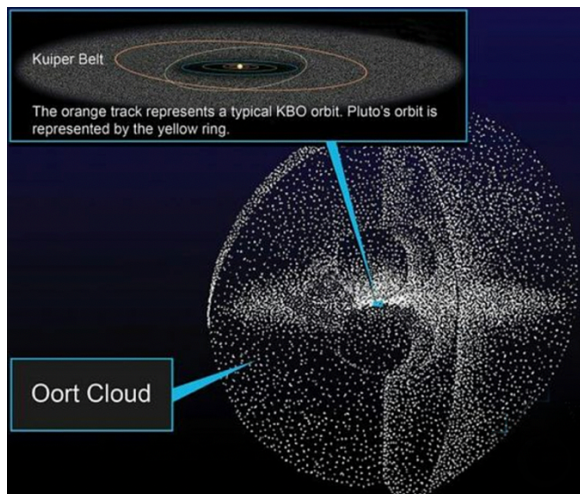 Kuiper Belt
The orange track represents a typical KBO orbit. Pluto's orbit is
represented by the yellow ring.
Oort Cloud